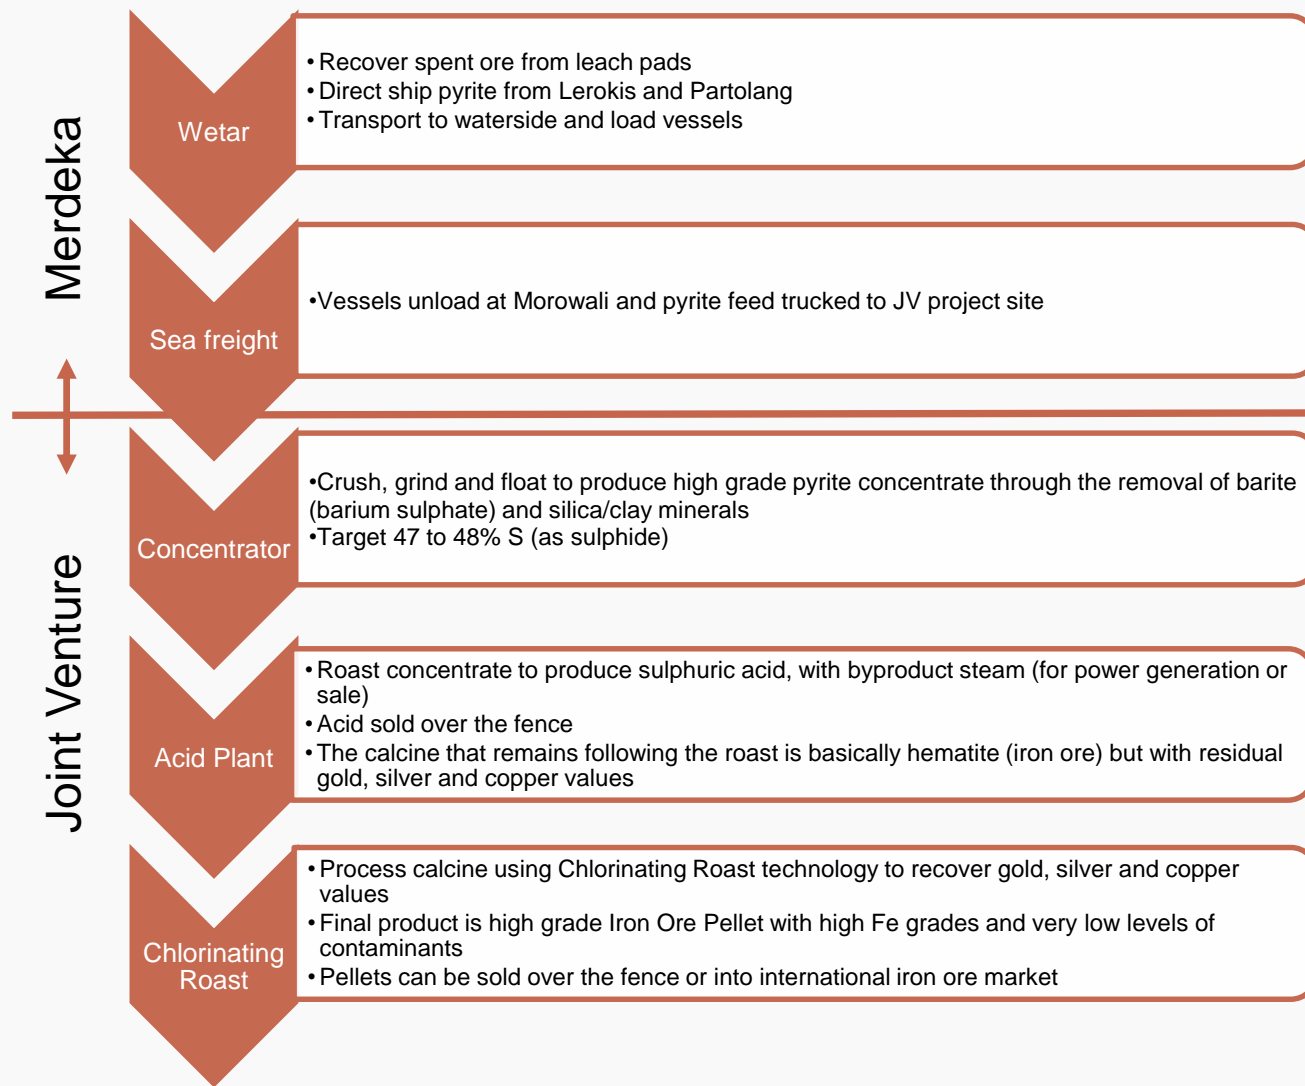 Merdeka
Wetar
• Recover spent ore from leach pads
• Direct ship pyrite from Lerokis and Partolang
• Transport to waterside and load vessels
Sea freight
•Vessels unload at Morowali and pyrite feed trucked to JV project site
Joint Venture
Concentrator
•Crush, grind and float to produce high grade pyrite concentrate through the removal of barite
(barium sulphate) and silica/clay minerals
•Target 47 to 48% S (as sulphide)
Acid Plant
• Roast concentrate to produce sulphuric acid, with byproduct steam (for power generation or
sale)
• Acid sold over the fence
• The calcine that remains following the roast is basically hematite (iron ore) but with residual
gold, silver and copper values
Chlorinating
Roast
• Process calcine using Chlorinating Roast technology to recover gold, silver and copper
values
• Final product is high grade Iron Ore Pellet with high Fe grades and very low levels of
contaminants
• Pellets can be sold over the fence or into international iron ore market